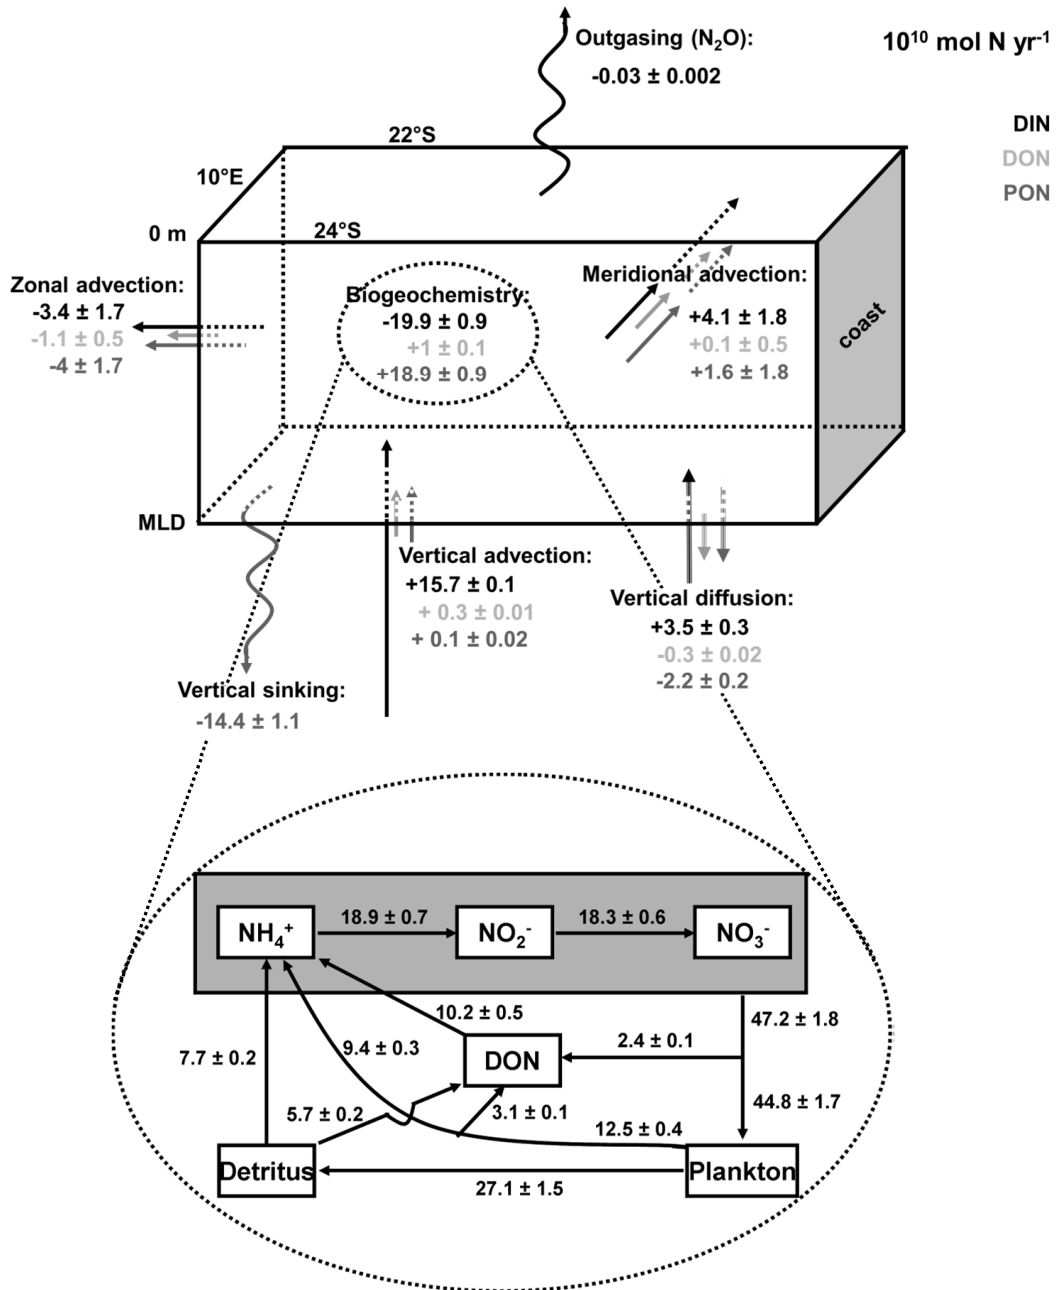 Outgasing (N₂O):
-0.03 ± 0.002
10¹⁰ mol N yr⁻¹
DIN
DON
PON
22°S
10°E
0 m
24°S
Zonal advection:
-3.4 ± 1.7
-1.1 ± 0.5
-4 ± 1.7
Biogeochemistry:
-19.9 ± 0.9
+1 ± 0.1
+18.9 ± 0.9
Meridional advection:
+4.1 ± 1.8
+0.1 ± 0.5
+1.6 ± 1.8
coast
MLD
Vertical advection:
+15.7 ± 0.1
+ 0.3 ± 0.01
+ 0.1 ± 0.02
Vertical diffusion:
+3.5 ± 0.3
-0.3 ± 0.02
-2.2 ± 0.2
Vertical sinking:
-14.4 ± 1.1
NH₄⁺
18.9 ± 0.7
NO₂⁻
18.3 ± 0.6
NO₃⁻
10.2 ± 0.5
47.2 ± 1.8
7.7 ± 0.2
9.4 ± 0.3
DON
2.4 ± 0.1
5.7 ± 0.2
3.1 ± 0.1
44.8 ± 1.7
12.5 ± 0.4
Detritus
27.1 ± 1.5
Plankton